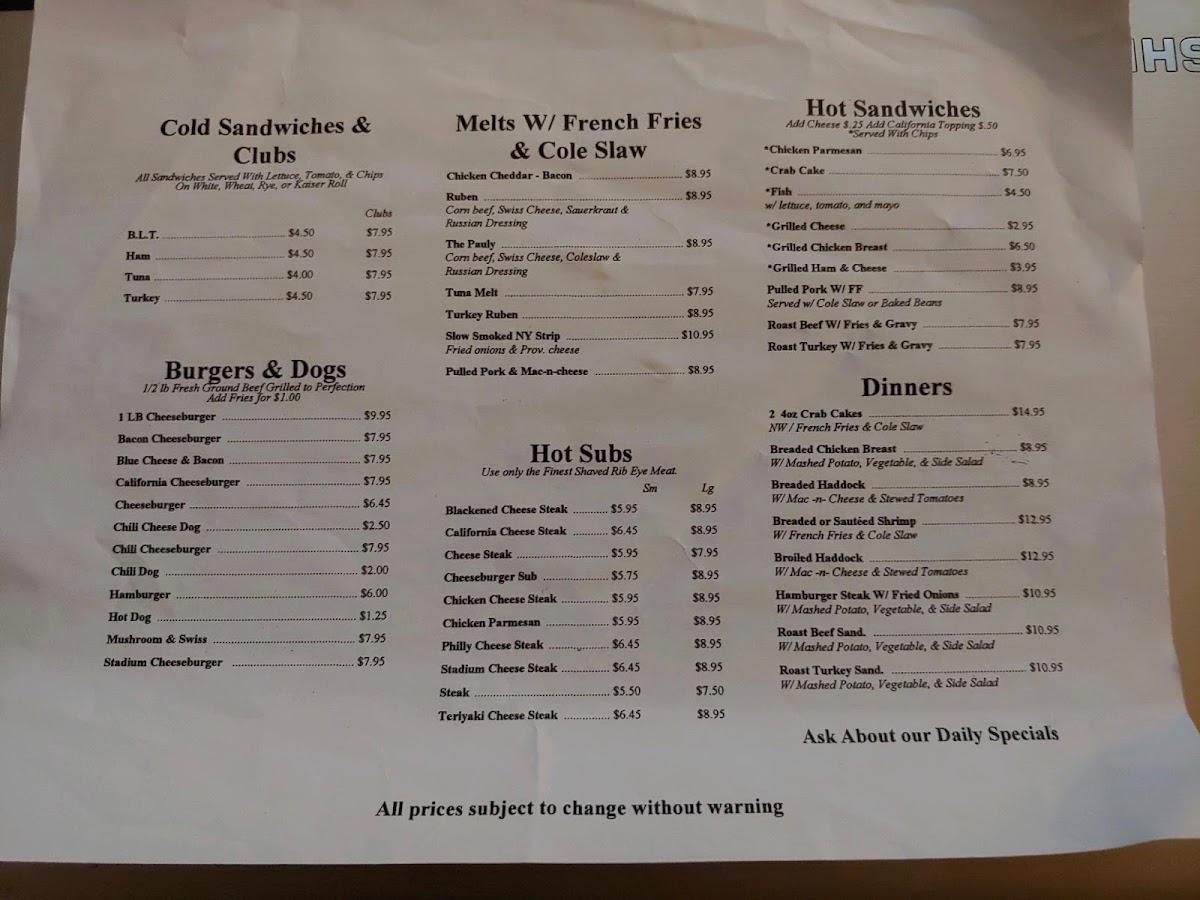 Cold Sandwiches &
Clubs
All Sandwiches Served With Lettuce, Tomato, & Chips
On White, Wheat, Rye, or Kaiser Roll
Clubs
B.L.T. $4.50 $7.95
Ham $4.50 $7.95
Tuna $4.00 $7.95
Turkey $4.50 $7.95
Burgers & Dogs
1/2 lb Fresh Ground Beef Grilled to Perfection
Add Fries for $1.00
1 LB Cheeseburger $9.95
Bacon Cheeseburger $7.95
Blue Cheese & Bacon $7.95
California Cheeseburger $7.95
Cheeseburger $6.45
Chili Cheese Dog $2.50
Chili Cheeseburger $7.95
Chili Dog $2.00
Hamburger $6.00
Hot Dog $1.25
Mushroom & Swiss $7.95
Stadium Cheeseburger $7.95
Melts W/ French Fries
& Cole Slaw
Chicken Cheddar - Bacon $8.95
Ruben $8.95
Corn beef, Swiss Cheese, Sauerkraut &
Russian Dressing
The Pauly $8.95
Corn beef, Swiss Cheese, Coleslaw &
Russian Dressing
Tuna Melt $7.95
Turkey Ruben $8.95
Slow Smoked NY Strip $10.95
Fried onions & Prov. cheese
Pulled Pork & Mac-n-cheese $8.95
Hot Subs
Use only the Finest Shaved Rib Eye Meat.
Sm Lg
Blackened Cheese Steak $5.95 $8.95
California Cheese Steak $6.45 $8.95
Cheese Steak $5.95 $7.95
Cheeseburger Sub $5.75 $8.95
Chicken Cheese Steak $5.95 $8.95
Chicken Parmesan $5.95 $8.95
Philly Cheese Steak $6.45 $8.95
Stadium Cheese Steak $6.45 $8.95
Steak $5.50 $7.50
Teriyaki Cheese Steak $6.45 $8.95
Hot Sandwiches
Add Cheese $.25 Add California Topping $.50
*Served With Chips
*Chicken Parmesan $6.95
*Crab Cake $7.50
*Fish $4.50
w/ lettuce, tomato, and mayo
*Grilled Cheese $2.95
*Grilled Chicken Breast $6.50
*Grilled Ham & Cheese $3.95
Pulled Pork W/ FF $8.95
Served w/ Cole Slaw or Baked Beans
Roast Beef W/ Fries & Gravy $7.95
Roast Turkey W/ Fries & Gravy $7.95
Dinners
2 4oz Crab Cakes $14.95
NW / French Fries & Cole Slaw
Breaded Chicken Breast $8.95
W/ Mashed Potato, Vegetable, & Side Salad
Breaded Haddock $8.95
W/ Mac -n- Cheese & Stewed Tomatoes
Breaded or Sautéed Shrimp $12.95
W/ French Fries & Cole Slaw
Broiled Haddock $12.95
W/ Mac -n- Cheese & Stewed Tomatoes
Hamburger Steak W/ Fried Onions $10.95
W/ Mashed Potato, Vegetable, & Side Salad
Roast Beef Sand. $10.95
W/ Mashed Potato, Vegetable, & Side Salad
Roast Turkey Sand. $10.95
W/ Mashed Potato, Vegetable, & Side Salad
Ask About our Daily Specials
All prices subject to change without warning